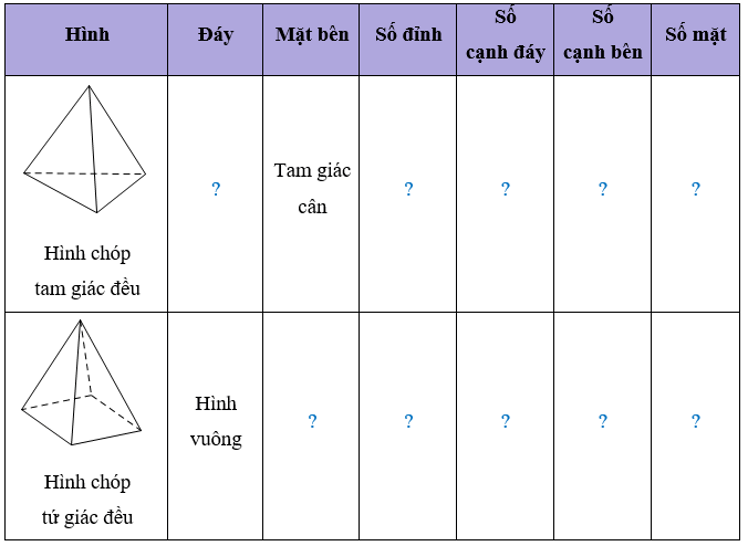 Hình Đáy Mặt bên Số đỉnh Số cạnh đáy Số cạnh bên Số mặt
? Tam giác cân ? ? ? ?
Hình chóp
tam giác đều
Hình vuông ? ? ? ? ?
Hình chóp
tứ giác đều